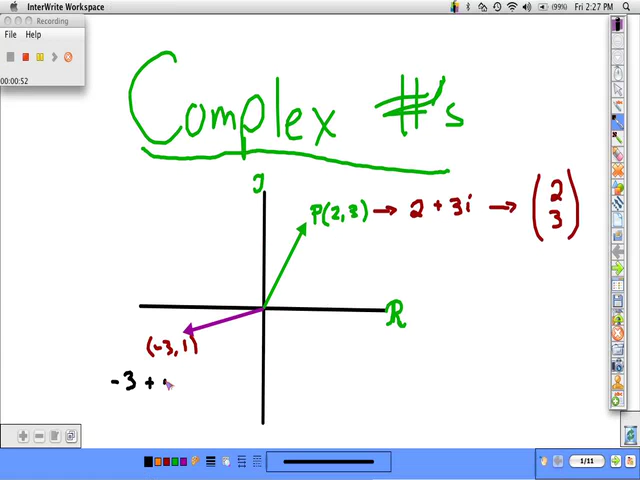 InterWrite Workspace
(99%) Fri 2:27 PM
Recording
File Help
00:00:52
Complex #'s
I
P(2,3) → 2 + 3i → (2
3)
R
(-3, 1)
-3 +
1/11